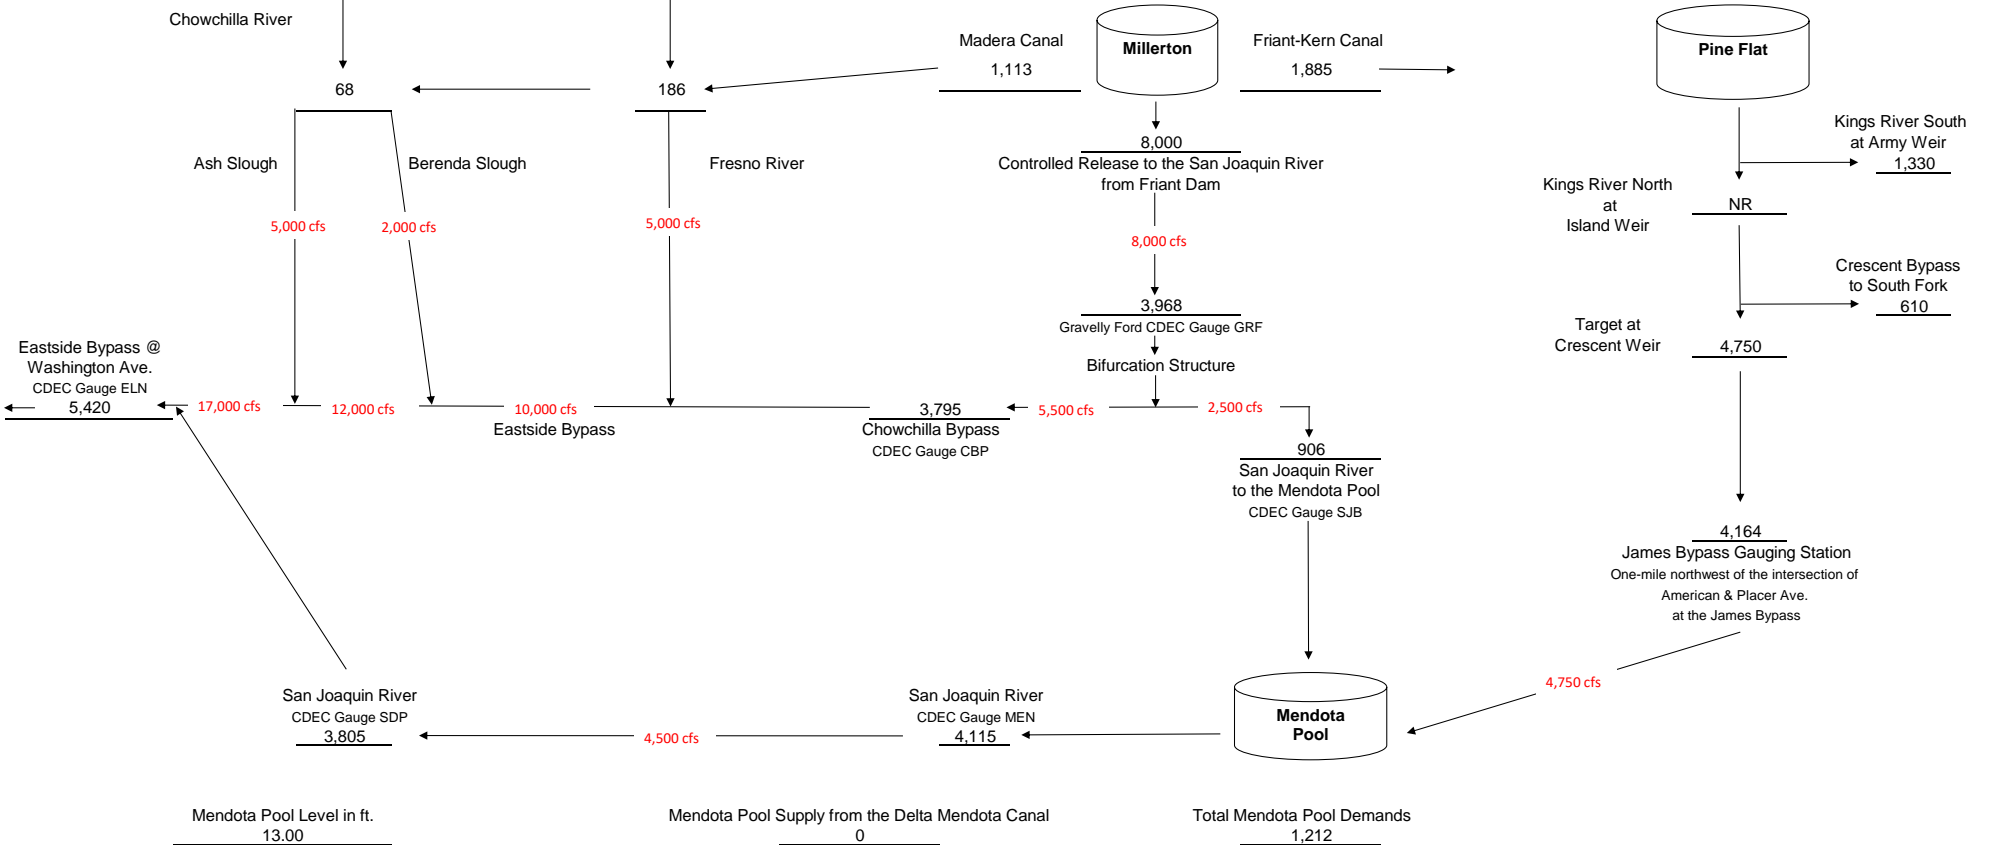 Chowchilla River
Madera Canal
1,113
Millerton
Friant-Kern Canal
1,885
Pine Flat
68
186
8,000
Controlled Release to the San Joaquin River
from Friant Dam
Kings River South
at Army Weir
1,330
Ash Slough
Berenda Slough
Fresno River
Kings River North
at
Island Weir
NR
5,000 cfs
2,000 cfs
5,000 cfs
8,000 cfs
Crescent Bypass
to South Fork
610
3,968
Gravelly Ford CDEC Gauge GRF
Bifurcation Structure
Target at
Crescent Weir
4,750
Eastside Bypass @
Washington Ave.
CDEC Gauge ELN
5,420
17,000 cfs
12,000 cfs
10,000 cfs
Eastside Bypass
3,795
Chowchilla Bypass
CDEC Gauge CBP
5,500 cfs
2,500 cfs
906
San Joaquin River
to the Mendota Pool
CDEC Gauge SJB
4,164
James Bypass Gauging Station
One-mile northwest of the intersection of
American & Placer Ave.
at the James Bypass
4,750 cfs
San Joaquin River
CDEC Gauge SDP
3,805
4,500 cfs
San Joaquin River
CDEC Gauge MEN
4,115
Mendota
Pool
Mendota Pool Level in ft.
13.00
Mendota Pool Supply from the Delta Mendota Canal
0
Total Mendota Pool Demands
1,212